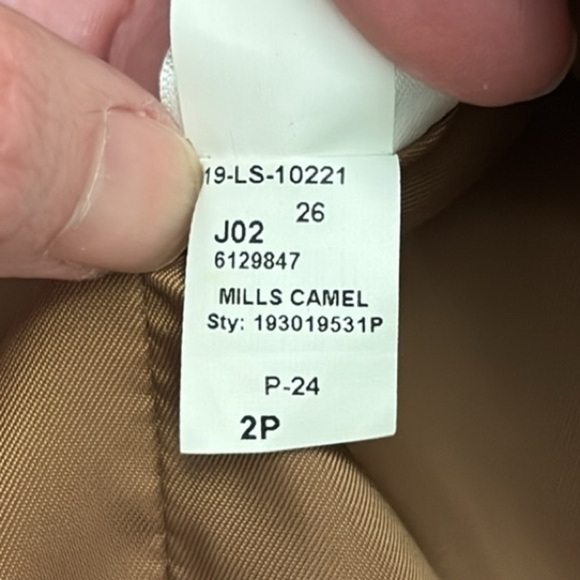 19-LS-10221
26
J02
6129847
MILLS CAMEL
Sty: 193019531P
P-24
2P